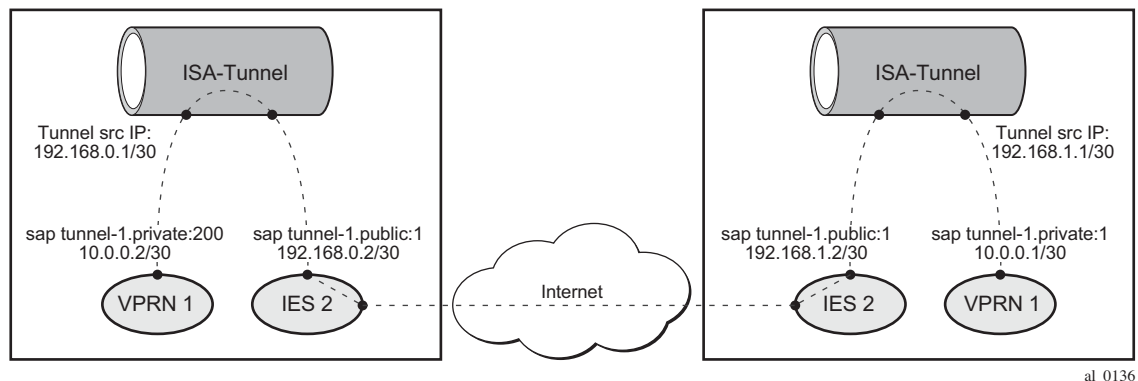 ISA-Tunnel
Tunnel src IP:
192.168.0.1/30
sap tunnel-1.private:200
10.0.0.2/30
sap tunnel-1.public:1
192.168.0.2/30
VPRN 1
IES 2
Internet
ISA-Tunnel
Tunnel src IP:
192.168.1.1/30
sap tunnel-1.public:1
192.168.1.2/30
sap tunnel-1.private:1
10.0.0.1/30
IES 2
VPRN 1
al_0136